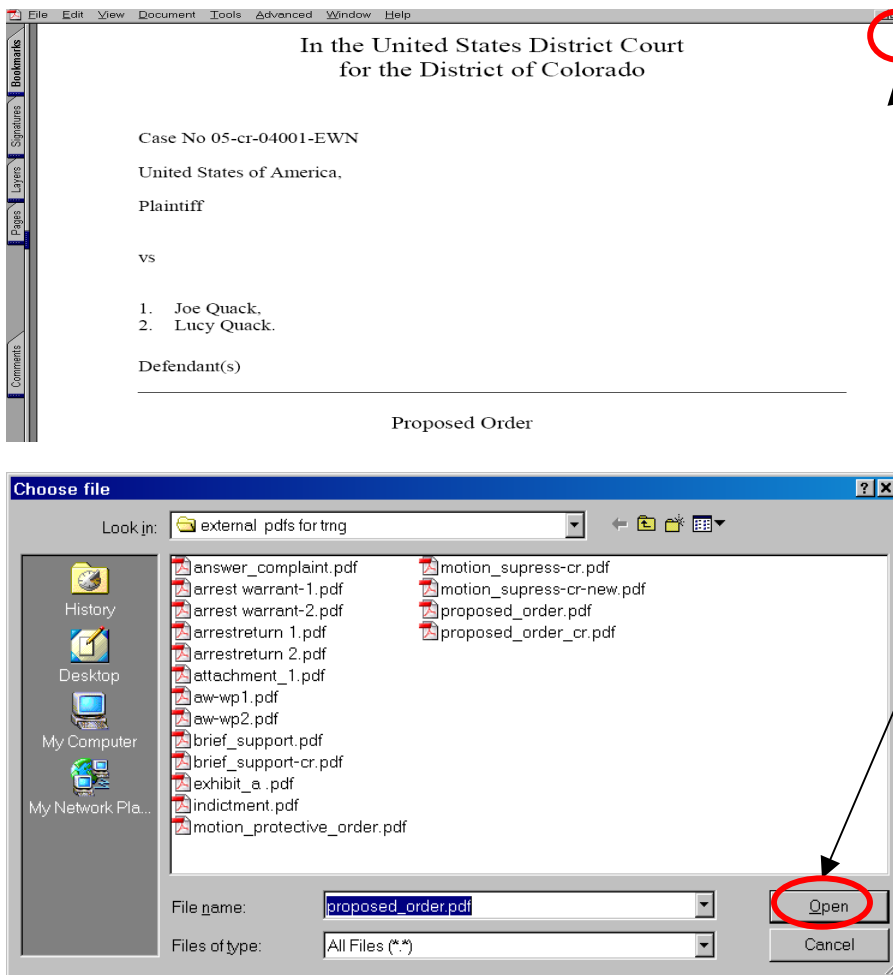 File Edit View Document Tools Advanced Window Help
Bookmarks
Signatures
Layers
Pages
Comments
In the United States District Court
for the District of Colorado
Case No 05-cr-04001-EWN
United States of America,
Plaintiff
vs
1. Joe Quack,
2. Lucy Quack.
Defendant(s)
Proposed Order
Choose file
Look in: external pdfs for trng
History
Desktop
My Computer
My Network Pla...
answer_complaint.pdf
arrest warrant-1.pdf
arrest warrant-2.pdf
arrestreturn 1.pdf
arrestreturn 2.pdf
attachment_1.pdf
aw-wp1.pdf
aw-wp2.pdf
brief_support.pdf
brief_support-cr.pdf
exhibit_a .pdf
indictment.pdf
motion_protective_order.pdf
motion_supress-cr.pdf
motion_supress-cr-new.pdf
proposed_order.pdf
proposed_order_cr.pdf
File name: proposed_order.pdf Open
Files of type: All Files (*.*) Cancel